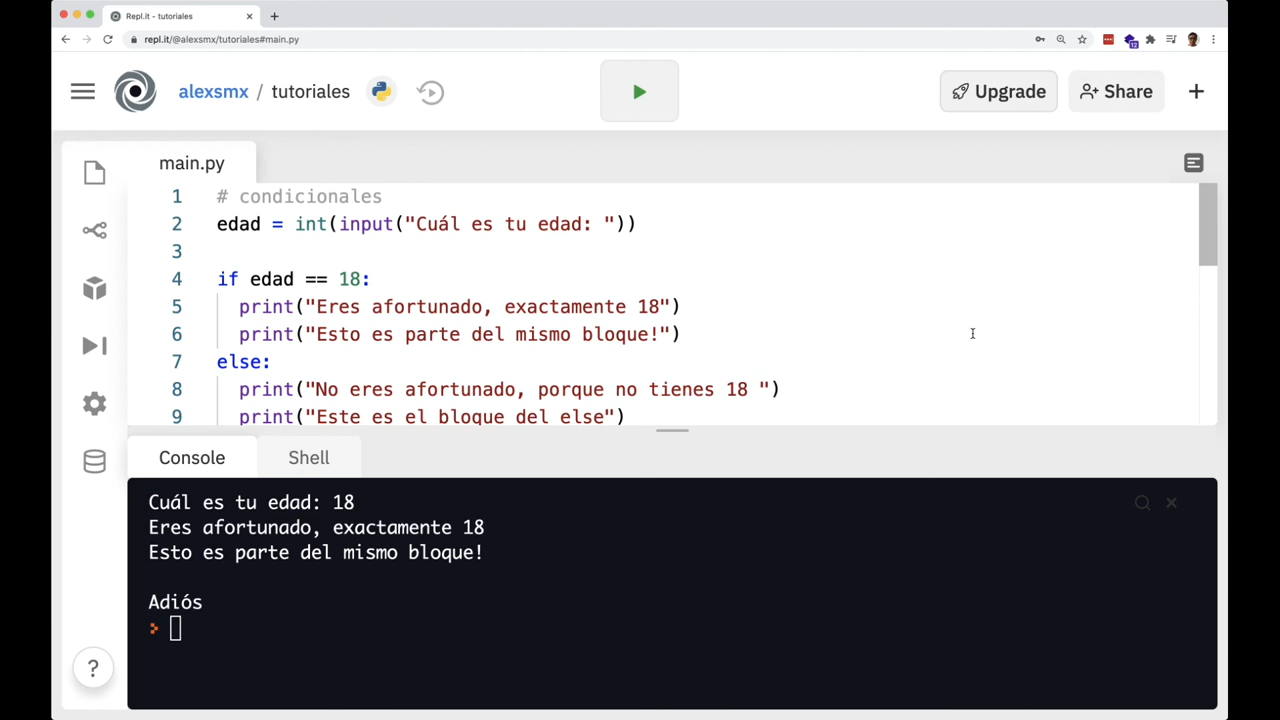 Repl.it - tutoriales
repl.it/@alexsmx/tutoriales#main.py
12
alexsmx / tutoriales
Upgrade
Share
main.py
1 # condicionales
2 edad = int(input("Cuál es tu edad: "))
3
4 if edad == 18:
5 print("Eres afortunado, exactamente 18")
6 print("Esto es parte del mismo bloque!")
7 else:
8 print("No eres afortunado, porque no tienes 18 ")
9 print("Este es el bloque del else")
Console Shell
Cuál es tu edad: 18
Eres afortunado, exactamente 18
Esto es parte del mismo bloque!
Adiós
>
?